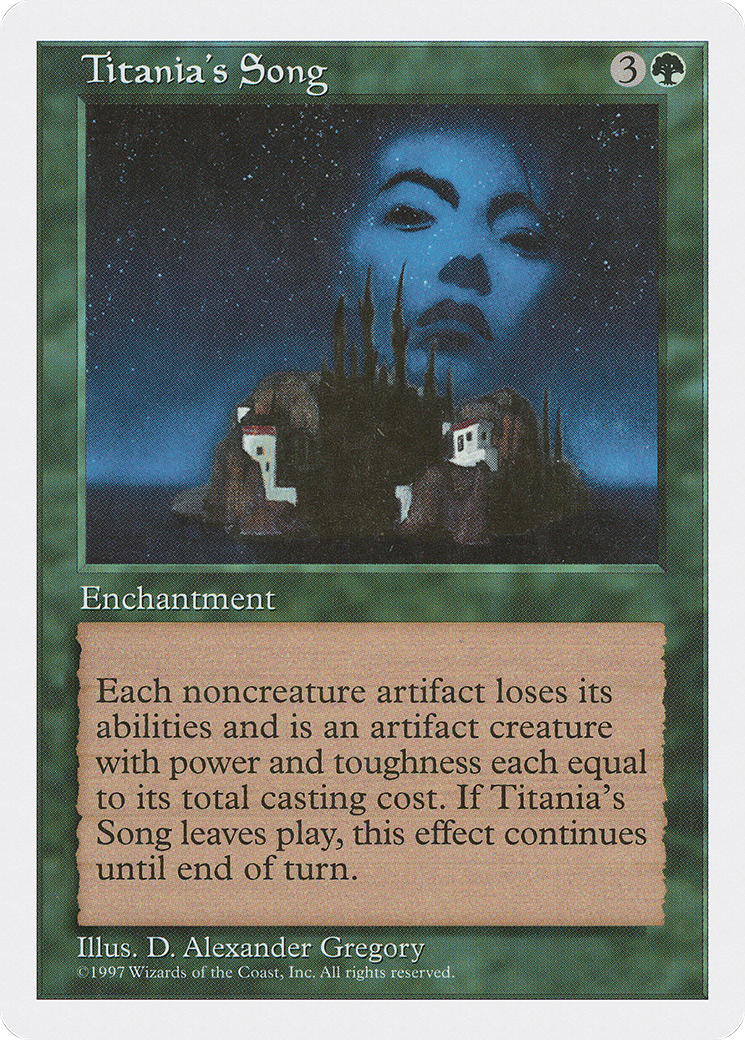 Titania's Song 3
Enchantment
Each noncreature artifact loses its
abilities and is an artifact creature
with power and toughness each equal
to its total casting cost. If Titania's
Song leaves play, this effect continues
until end of turn.
Illus. D. Alexander Gregory
©1997 Wizards of the Coast, Inc. All rights reserved.